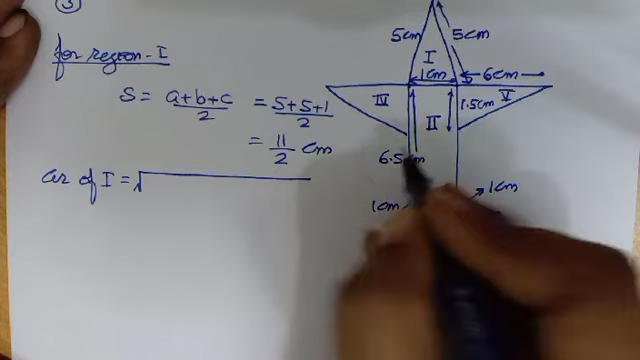 3
for region-I
S = a+b+c/2 = 5+5+1/2
= 11/2 cm
ar of I = √
5cm
5cm
I
1cm
6cm
IV
1.5cm
V
II
6.5cm
1cm
1cm